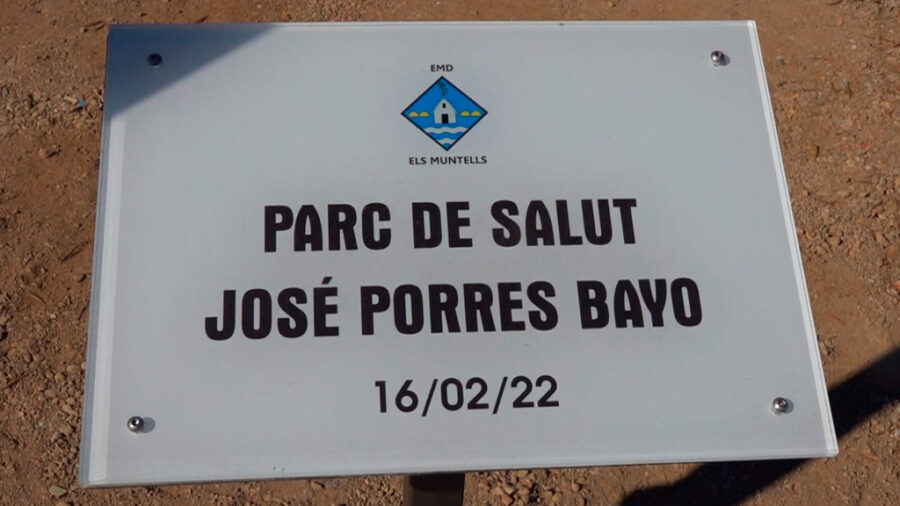 EMD
ELS MUNTELLS
PARC DE SALUT
JOSÉ PORRES BAYO
16/02/22